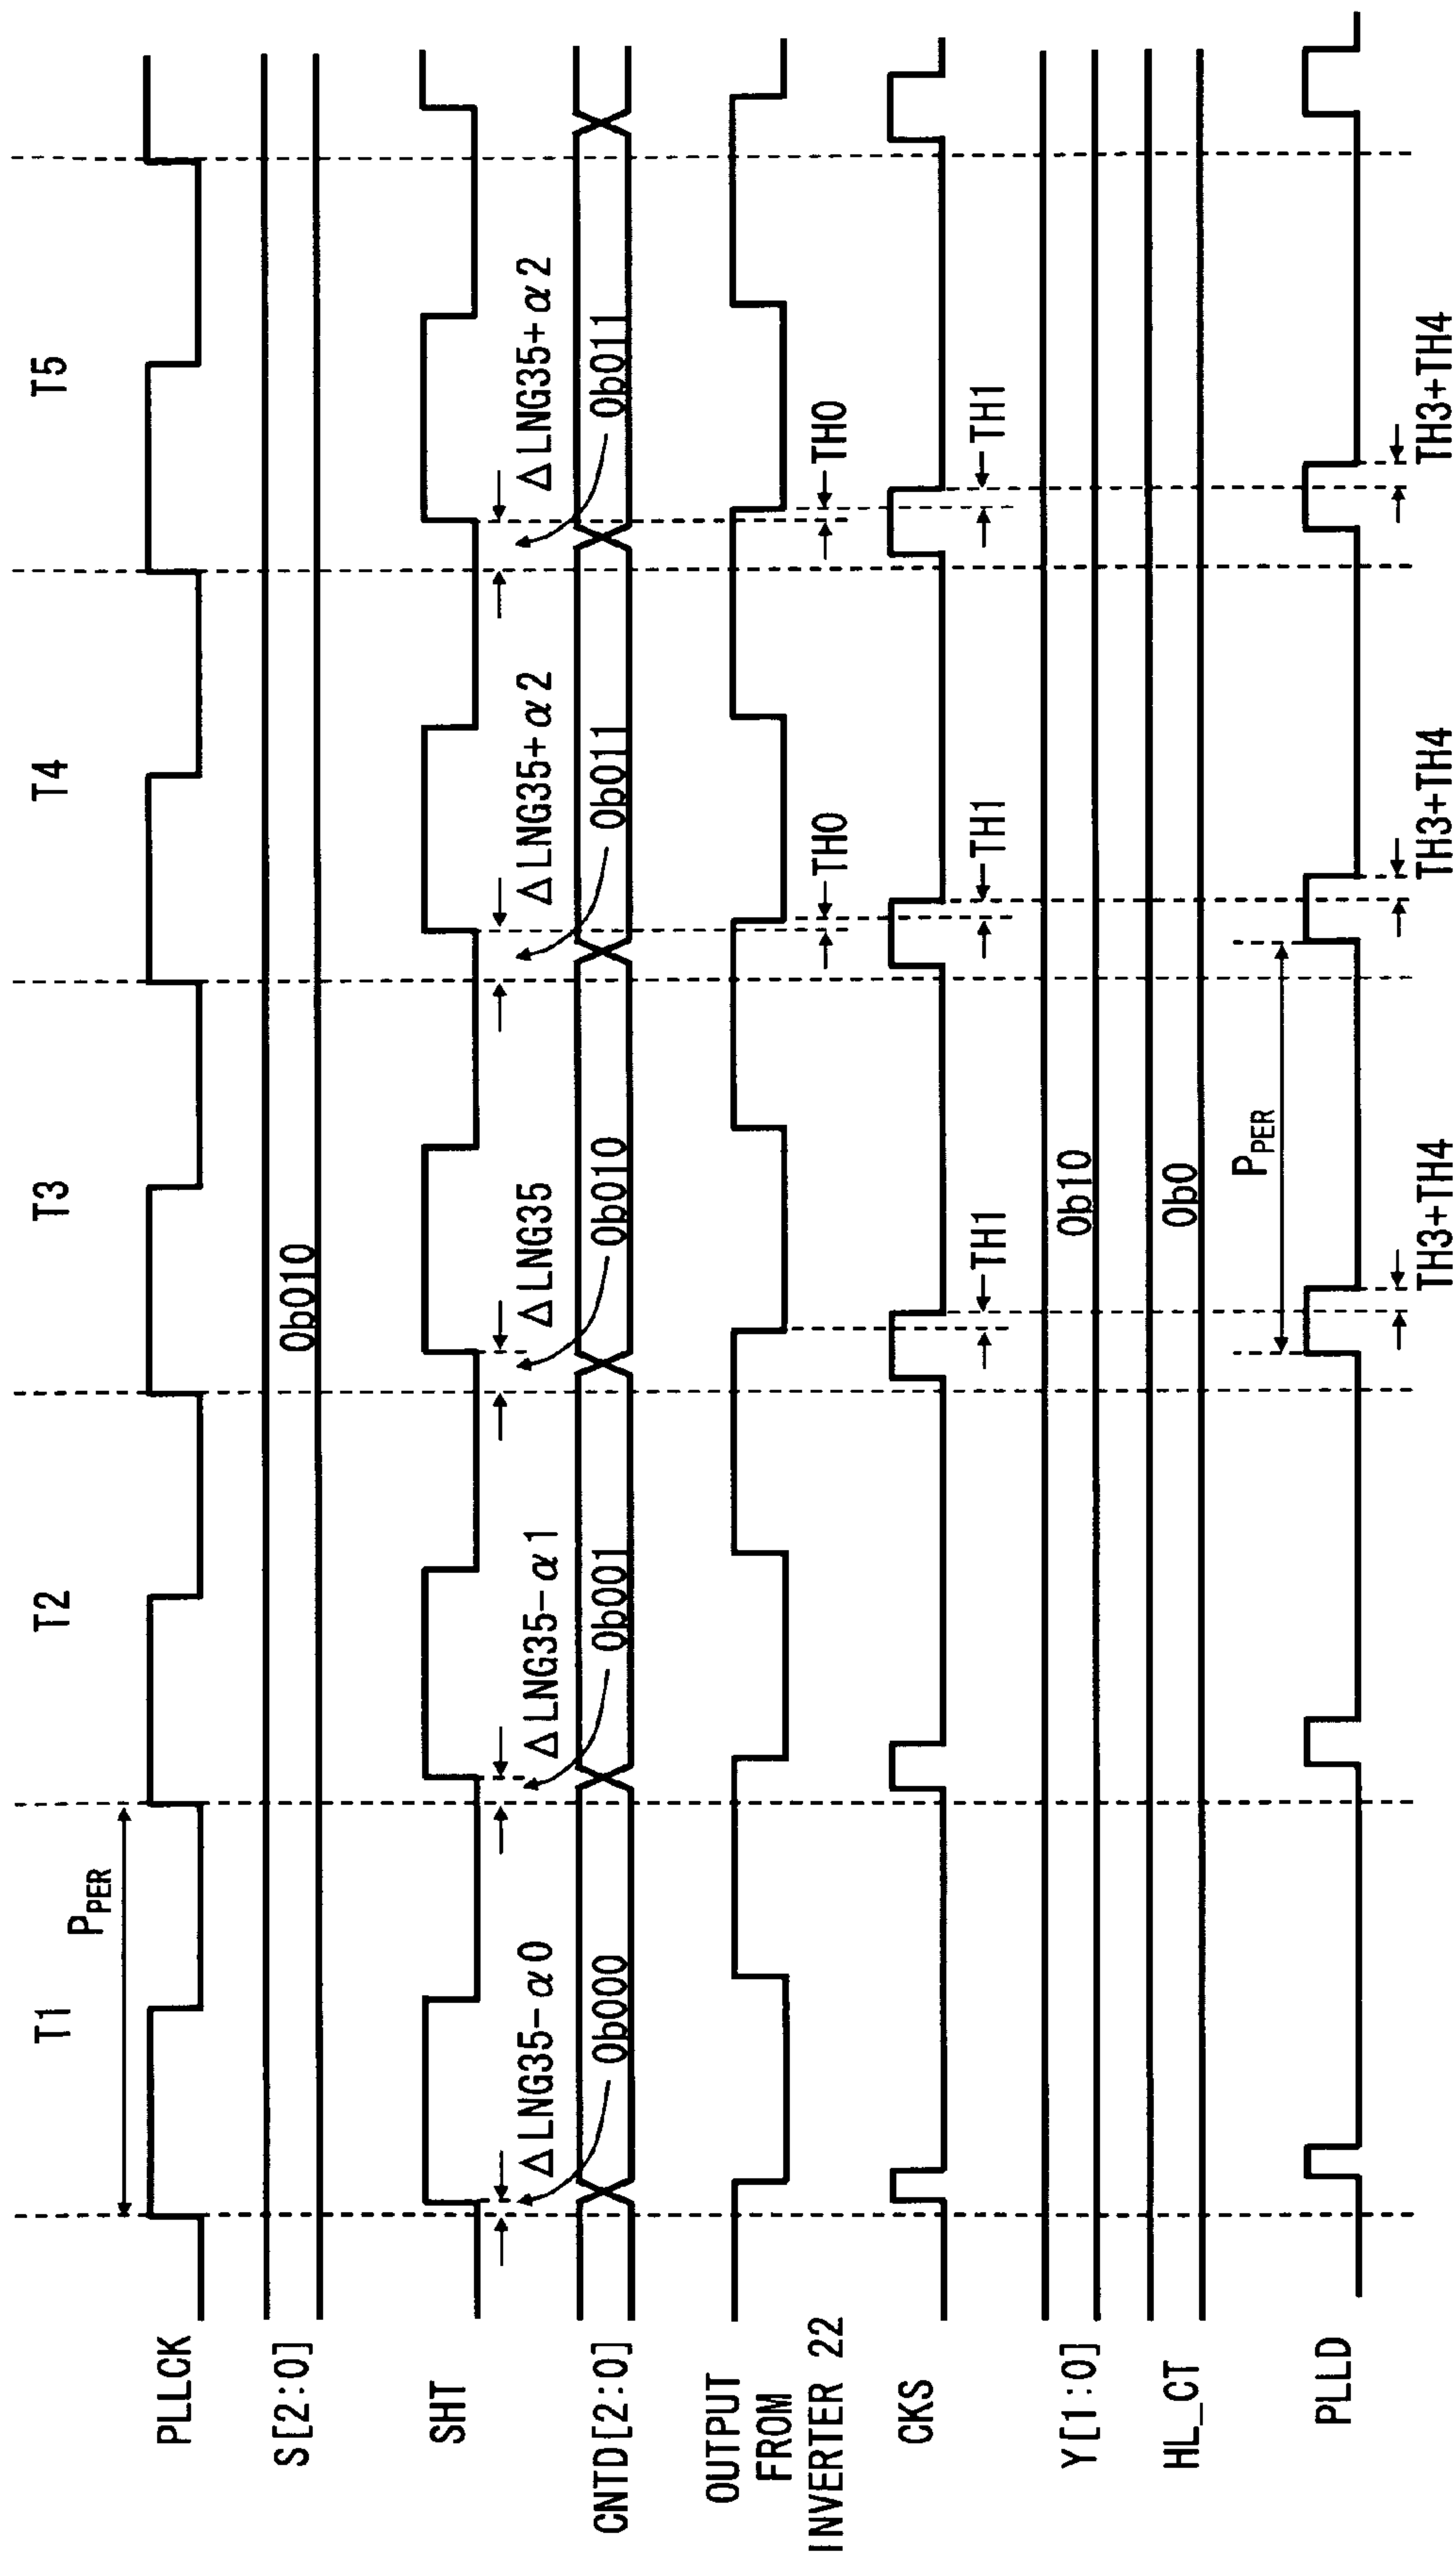 T1
T2
T3
T4
T5
PLLCK
P_PER
S[2:0]
0b010
SHT
ΔLNG35-α0
ΔLNG35-α1
ΔLNG35
ΔLNG35+α2
ΔLNG35+α2
CNTD[2:0]
0b000
0b001
0b010
0b011
0b011
OUTPUT
FROM
INVERTER 22
TH0
TH0
CKS
TH1
TH1
TH1
Y[1:0]
0b10
HL_CT
0b0
P_PER
PLLD
TH3+TH4
TH3+TH4
TH3+TH4